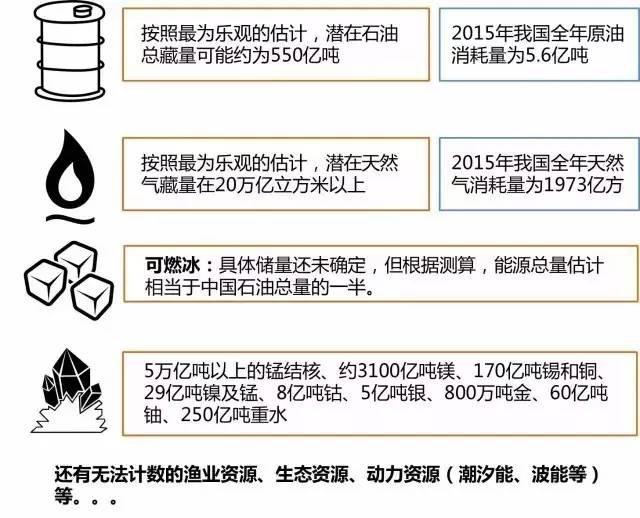 按照最为乐观的估计，潜在石油
总藏量可能约为550亿吨
2015年我国全年原油
消耗量为5.6亿吨
按照最为乐观的估计，潜在天然
气藏量在20万亿立方米以上
2015年我国全年天然
气消耗量为1973亿方
可燃冰：具体储量还未确定，但根据测算，能源总量估计
相当于中国石油总量的一半。
5万亿吨以上的锰结核、约3100亿吨镁、170亿吨锡和铜、
29亿吨镍及锰、8亿吨钴、5亿吨银、800万吨金、60亿吨
铀、250亿吨重水
还有无法计数的渔业资源、生态资源、动力资源（潮汐能、波能等）
等。。。